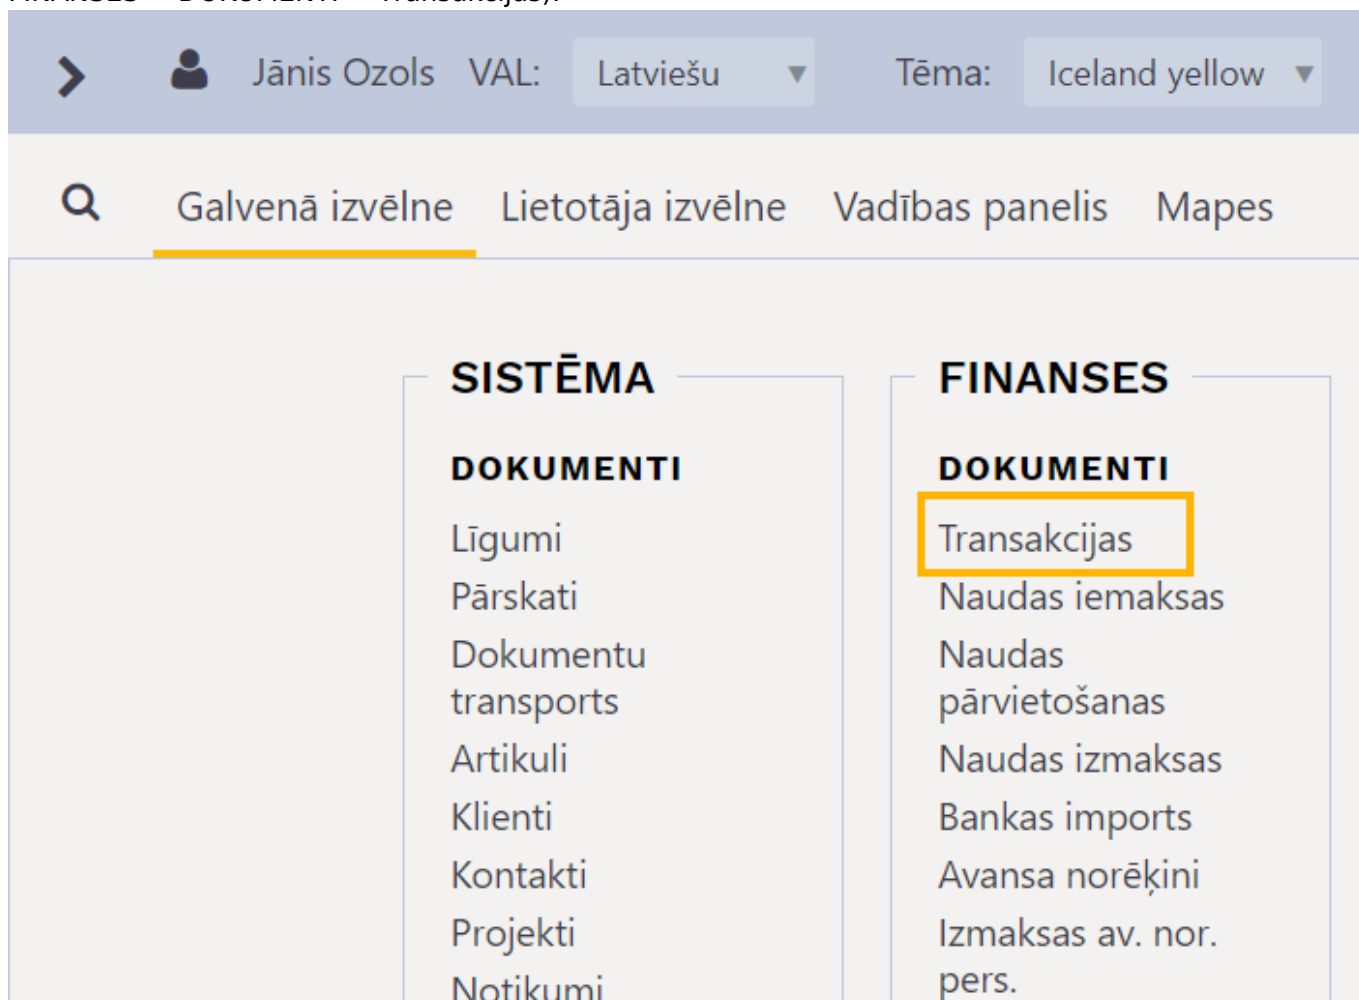 Jānis Ozols VAL: Latviešu Tēma: Iceland yellow
Galvenā izvēlne Lietotāja izvēlne Vadības panelis Mapes
SISTĒMA
DOKUMENTI
Līgumi
Pārskati
Dokumentu
transports
Artikuli
Klienti
Kontakti
Projekti
Notikumi
FINANSES
DOKUMENTI
Transakcijas
Naudas iemaksas
Naudas
pārvietošanas
Naudas izmaksas
Bankas imports
Avansa norēķini
Izmaksas av. nor.
pers.